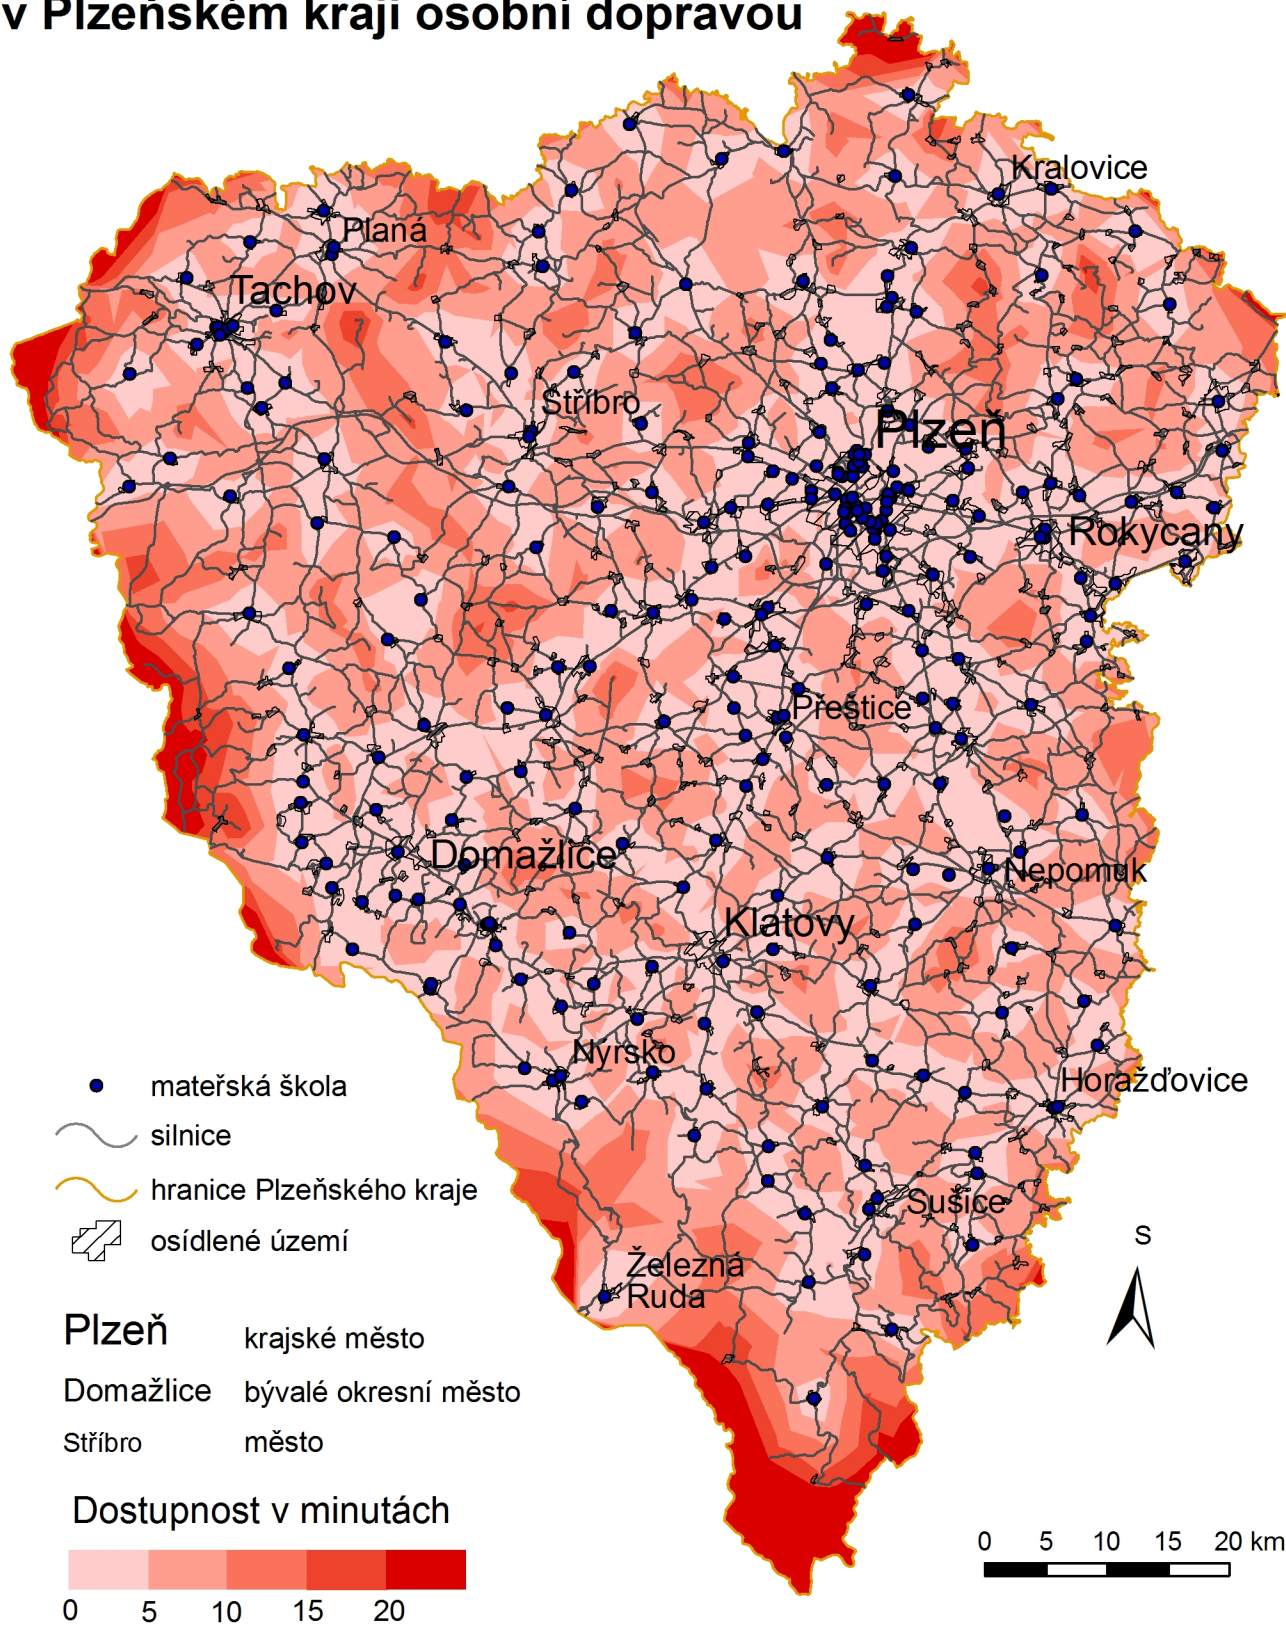 v Plzeňském kraji osobní dopravou
Kralovice
Planá
Tachov
Stříbro
Plzeň
Rokycany
Přeštice
Domažlice
Nepomuk
Klatovy
Nýrsko
Horažďovice
Sušice
Železná
Ruda
mateřská škola
silnice
hranice Plzeňského kraje
osídlené území
S
Plzeň krajské město
Domažlice bývalé okresní město
Stříbro město
Dostupnost v minutách
0 5 10 15 20
0 5 10 15 20 km